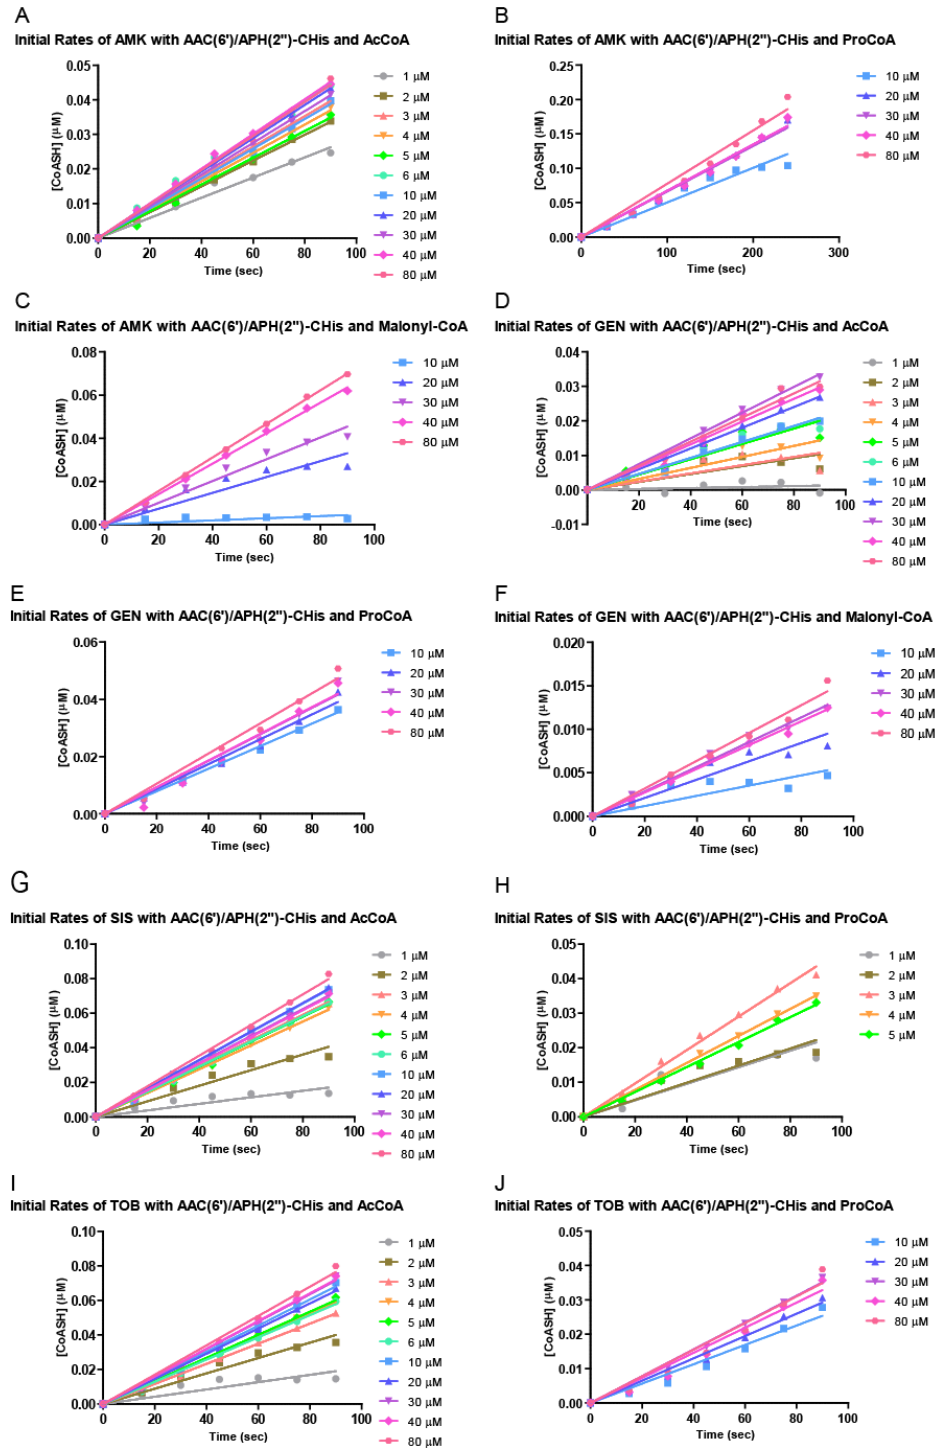 A
Initial Rates of AMK with AAC(6')/APH(2")-CHis and AcCoA
0.05
0.04
0.03
0.02
0.01
0.00
[CoASH] (μM)
0 20 40 60 80 100
Time (sec)
1 μM
2 μM
3 μM
4 μM
5 μM
6 μM
10 μM
20 μM
30 μM
40 μM
80 μM
B
Initial Rates of AMK with AAC(6')/APH(2")-CHis and ProCoA
0.25
0.20
0.15
0.10
0.05
0.00
[CoASH] (μM)
0 100 200 300
Time (sec)
10 μM
20 μM
30 μM
40 μM
80 μM
C
Initial Rates of AMK with AAC(6')/APH(2")-CHis and Malonyl-CoA
0.08
0.06
0.04
0.02
0.00
[CoASH] (μM)
0 20 40 60 80 100
Time (sec)
10 μM
20 μM
30 μM
40 μM
80 μM
D
Initial Rates of GEN with AAC(6')/APH(2")-CHis and AcCoA
0.04
0.03
0.02
0.01
0.00
-0.01
[CoASH] (μM)
20 40 60 80 100
Time (sec)
1 μM
2 μM
3 μM
4 μM
5 μM
6 μM
10 μM
20 μM
30 μM
40 μM
80 μM
E
Initial Rates of GEN with AAC(6')/APH(2")-CHis and ProCoA
0.06
0.04
0.02
0.00
[CoASH] (μM)
0 20 40 60 80 100
Time (sec)
10 μM
20 μM
30 μM
40 μM
80 μM
F
Initial Rates of GEN with AAC(6')/APH(2")-CHis and Malonyl-CoA
0.020
0.015
0.010
0.005
0.000
[CoASH] (μM)
0 20 40 60 80 100
Time (sec)
10 μM
20 μM
30 μM
40 μM
80 μM
G
Initial Rates of SIS with AAC(6')/APH(2")-CHis and AcCoA
0.10
0.08
0.06
0.04
0.02
0.00
[CoASH] (μM)
0 20 40 60 80 100
Time (sec)
1 μM
2 μM
3 μM
4 μM
5 μM
6 μM
10 μM
20 μM
30 μM
40 μM
80 μM
H
Initial Rates of SIS with AAC(6')/APH(2")-CHis and ProCoA
0.05
0.04
0.03
0.02
0.01
0.00
[CoASH] (μM)
0 20 40 60 80 100
Time (sec)
1 μM
2 μM
3 μM
4 μM
5 μM
I
Initial Rates of TOB with AAC(6')/APH(2")-CHis and AcCoA
0.10
0.08
0.06
0.04
0.02
0.00
[CoASH] (μM)
0 20 40 60 80 100
Time (sec)
1 μM
2 μM
3 μM
4 μM
5 μM
6 μM
10 μM
20 μM
30 μM
40 μM
80 μM
J
Initial Rates of TOB with AAC(6')/APH(2")-CHis and ProCoA
0.05
0.04
0.03
0.02
0.01
0.00
[CoASH] (μM)
0 20 40 60 80 100
Time (sec)
10 μM
20 μM
30 μM
40 μM
80 μM